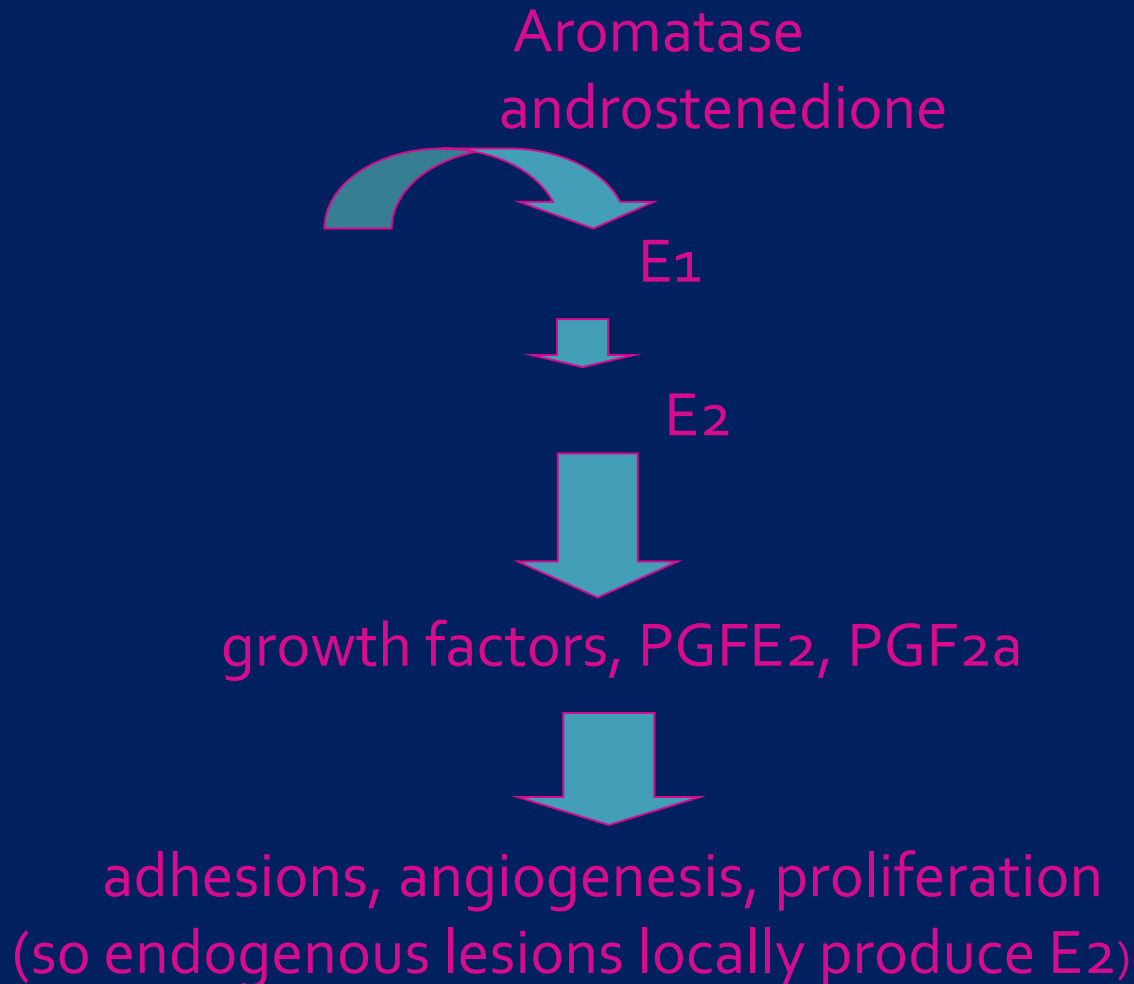 Aromatase
androstenedione
E1
E2
growth factors, PGFE2, PGF2a
adhesions, angiogenesis, proliferation
(so endogenous lesions locally produce E2)